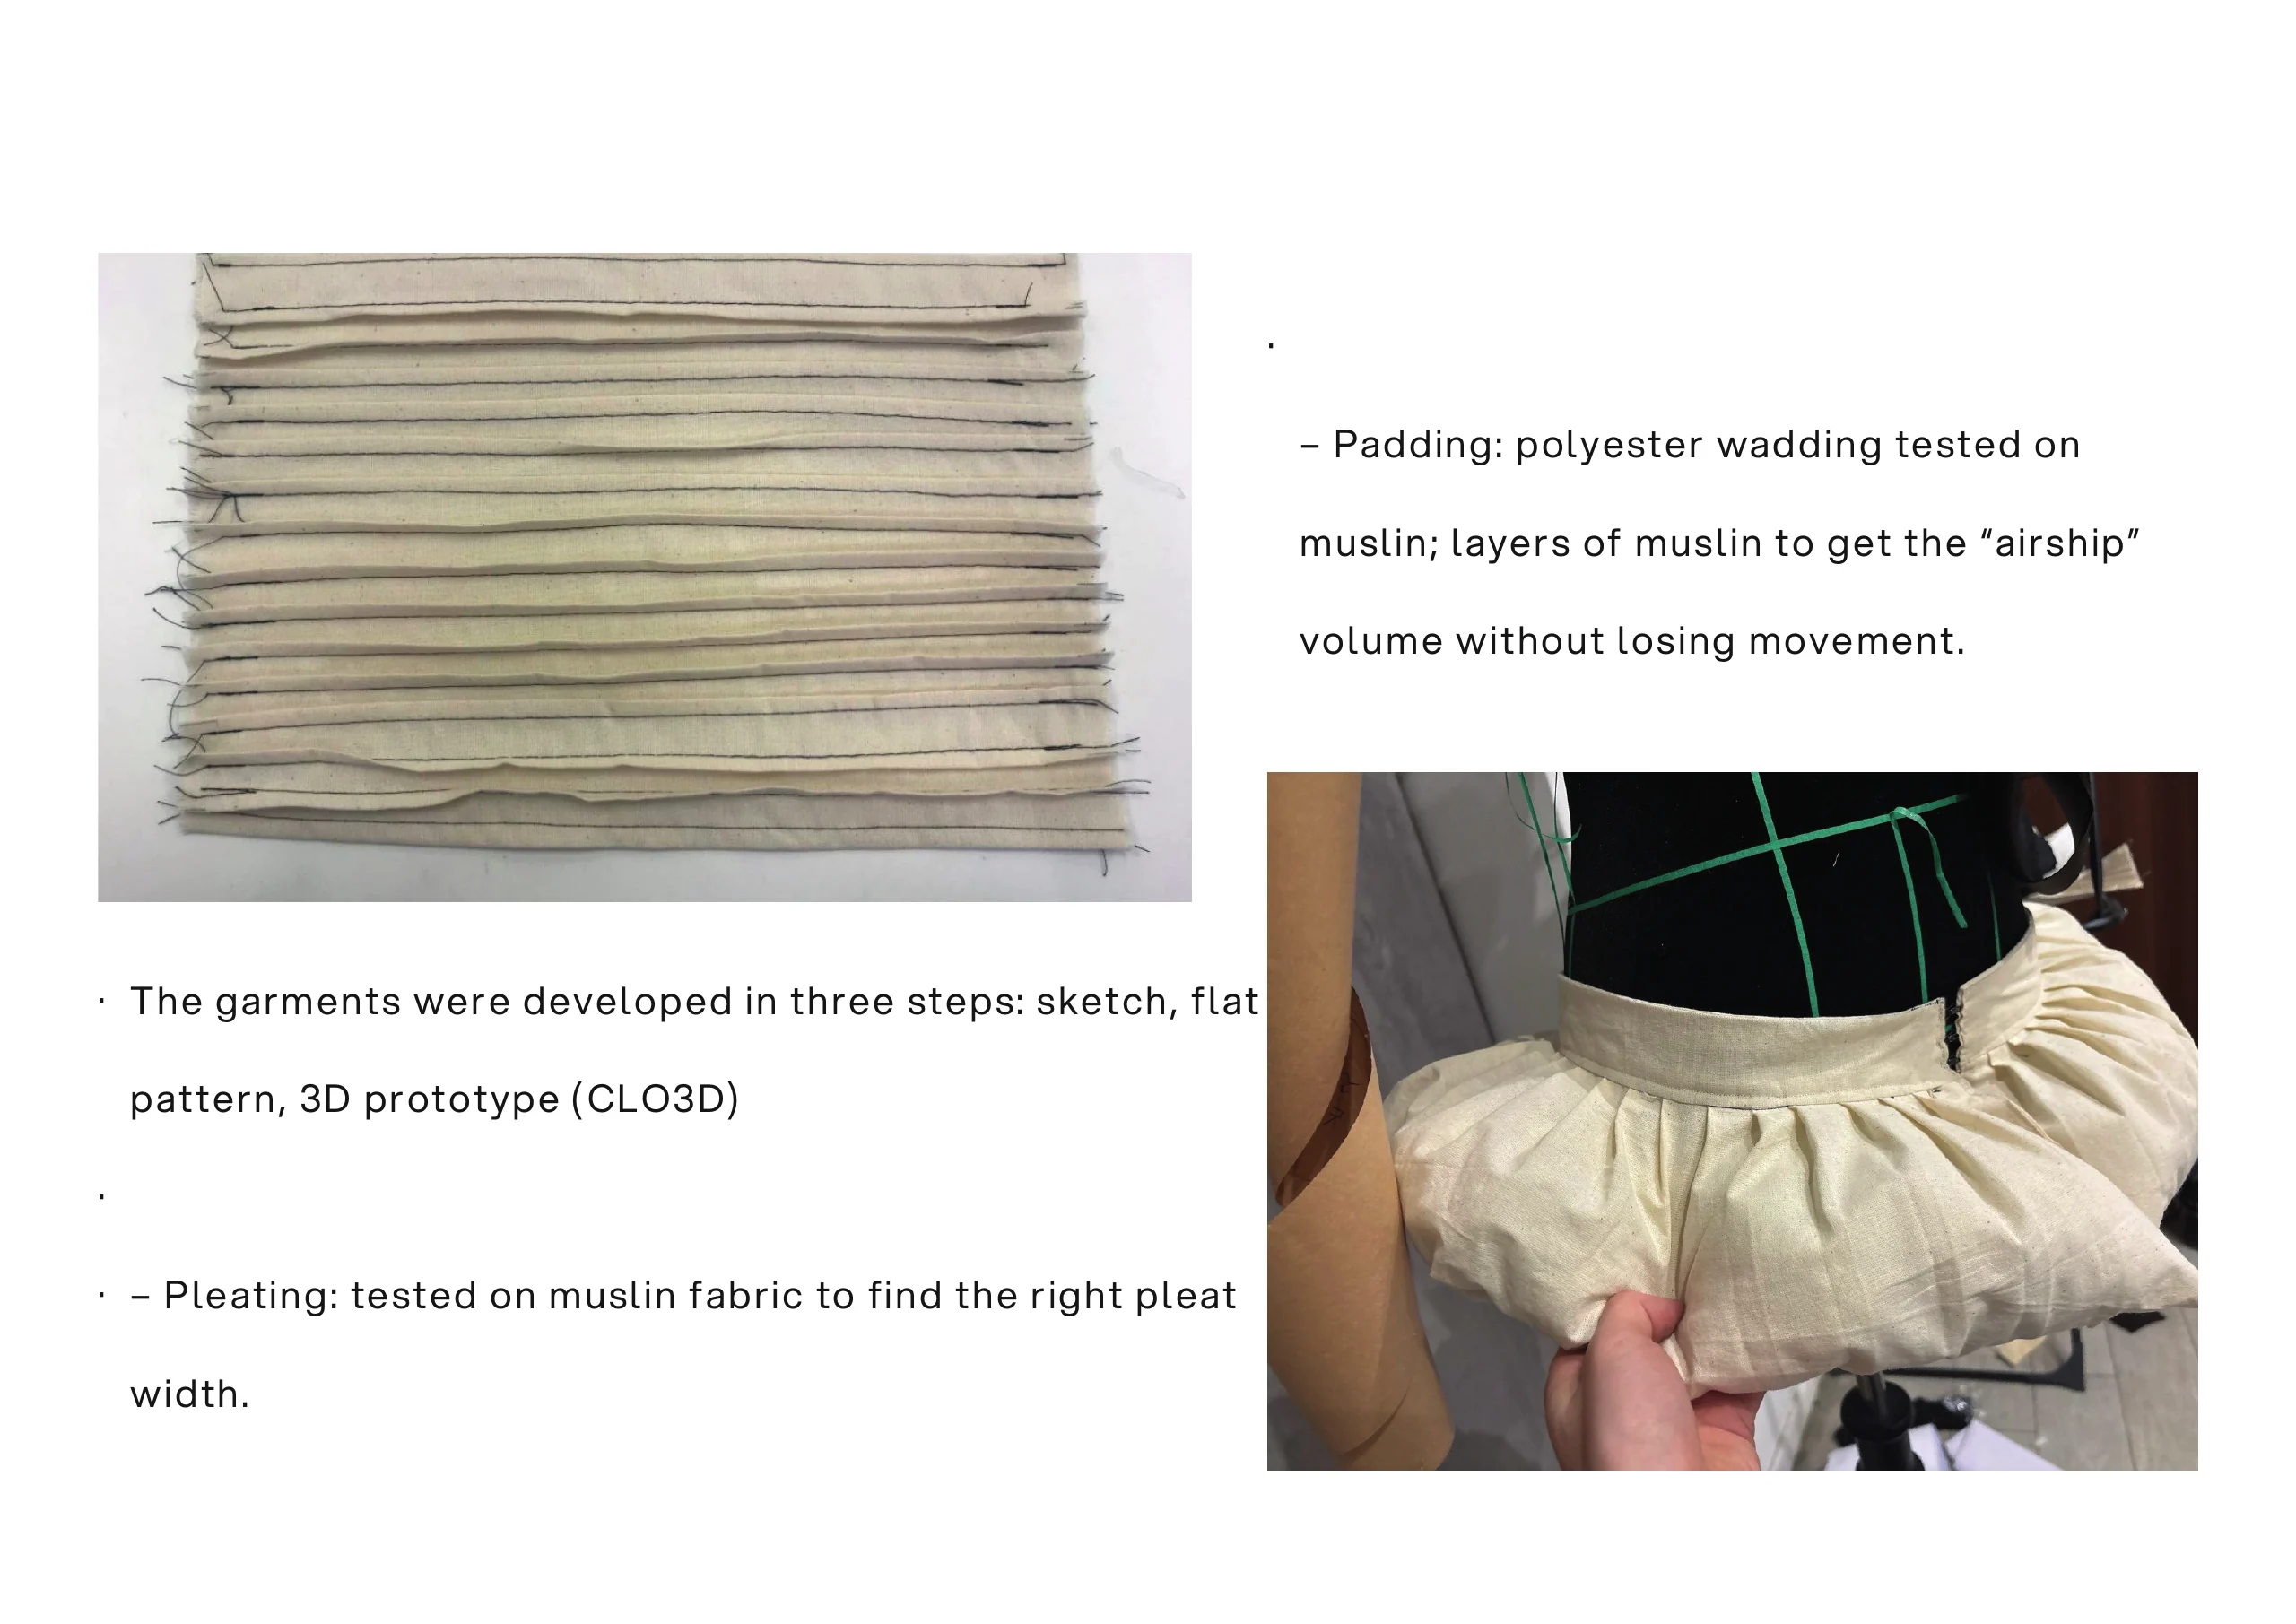 · The garments were developed in three steps: sketch, flat
pattern, 3D prototype (CLO3D)
·
· – Pleating: tested on muslin fabric to find the right pleat
width.
·
– Padding: polyester wadding tested on
muslin; layers of muslin to get the “airship”
volume without losing movement.